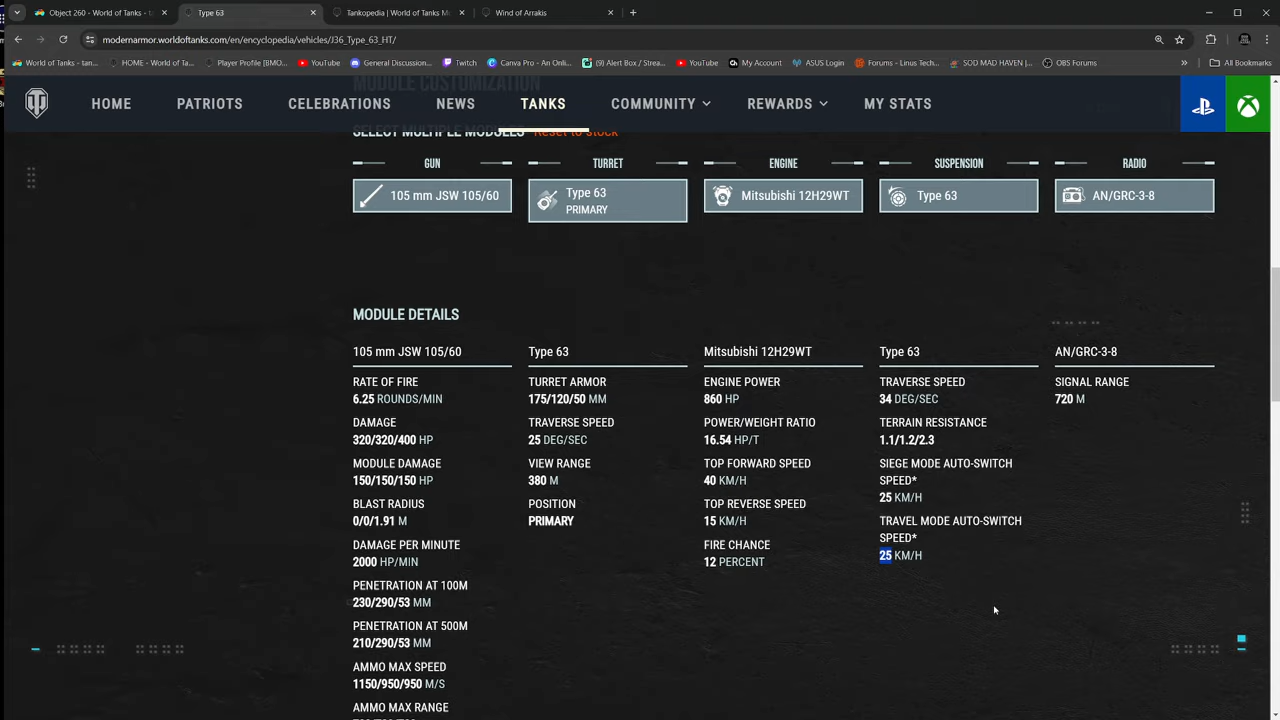 Object 260 - World of Tanks - t
Type 63
Tankopedia | World of Tanks M
Wind of Arrakis
modernarmor.worldoftanks.com/en/encyclopedia/vehicles/J36_Type_63_HT/
World of Tanks - tan...
HOME - World of Ta...
Player Profile [BMO...
YouTube
General Discussion...
Twitch
Canva Pro - An Onli...
(9) Alert Box / Strea...
YouTube
My Account
ASUS Login
Forums - Linus Tech...
SOD MAD HAVEN |...
OBS Forums
All Bookmarks
MODULE CUSTOMIZATION
HOME
PATRIOTS
CELEBRATIONS
NEWS
TANKS
COMMUNITY
REWARDS
MY STATS
SELECT MULTIPLE MODULES Reset to stock
GUN
TURRET
ENGINE
SUSPENSION
RADIO
105 mm JSW 105/60
Type 63
PRIMARY
Mitsubishi 12H29WT
Type 63
AN/GRC-3-8
MODULE DETAILS
105 mm JSW 105/60
RATE OF FIRE
6.25 ROUNDS/MIN
DAMAGE
320/320/400 HP
MODULE DAMAGE
150/150/150 HP
BLAST RADIUS
0/0/1.91 M
DAMAGE PER MINUTE
2000 HP/MIN
PENETRATION AT 100M
230/290/53 MM
PENETRATION AT 500M
210/290/53 MM
AMMO MAX SPEED
1150/950/950 M/S
AMMO MAX RANGE
Type 63
TURRET ARMOR
175/120/50 MM
TRAVERSE SPEED
25 DEG/SEC
VIEW RANGE
380 M
POSITION
PRIMARY
Mitsubishi 12H29WT
ENGINE POWER
860 HP
POWER/WEIGHT RATIO
16.54 HP/T
TOP FORWARD SPEED
40 KM/H
TOP REVERSE SPEED
15 KM/H
FIRE CHANCE
12 PERCENT
Type 63
TRAVERSE SPEED
34 DEG/SEC
TERRAIN RESISTANCE
1.1/1.2/2.3
SIEGE MODE AUTO-SWITCH
SPEED*
25 KM/H
TRAVEL MODE AUTO-SWITCH
SPEED*
25 KM/H
AN/GRC-3-8
SIGNAL RANGE
720 M